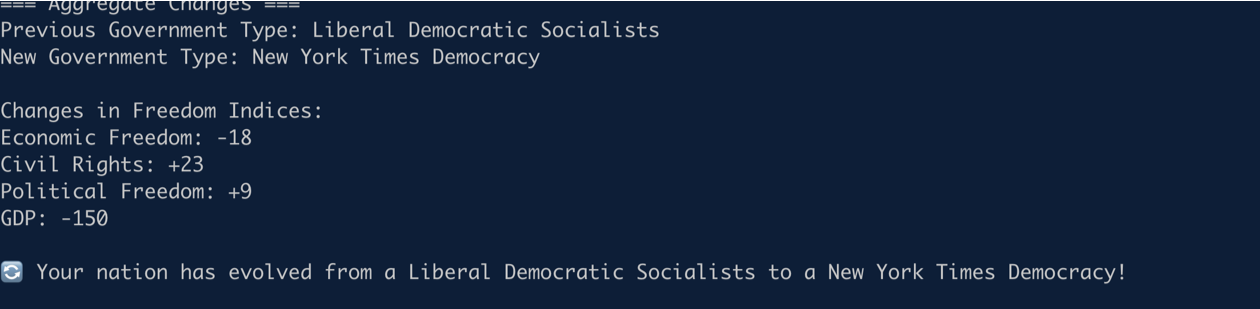 === Aggregate Changes ===
Previous Government Type: Liberal Democratic Socialists
New Government Type: New York Times Democracy
Changes in Freedom Indices:
Economic Freedom: -18
Civil Rights: +23
Political Freedom: +9
GDP: -150
🔄 Your nation has evolved from a Liberal Democratic Socialists to a New York Times Democracy!